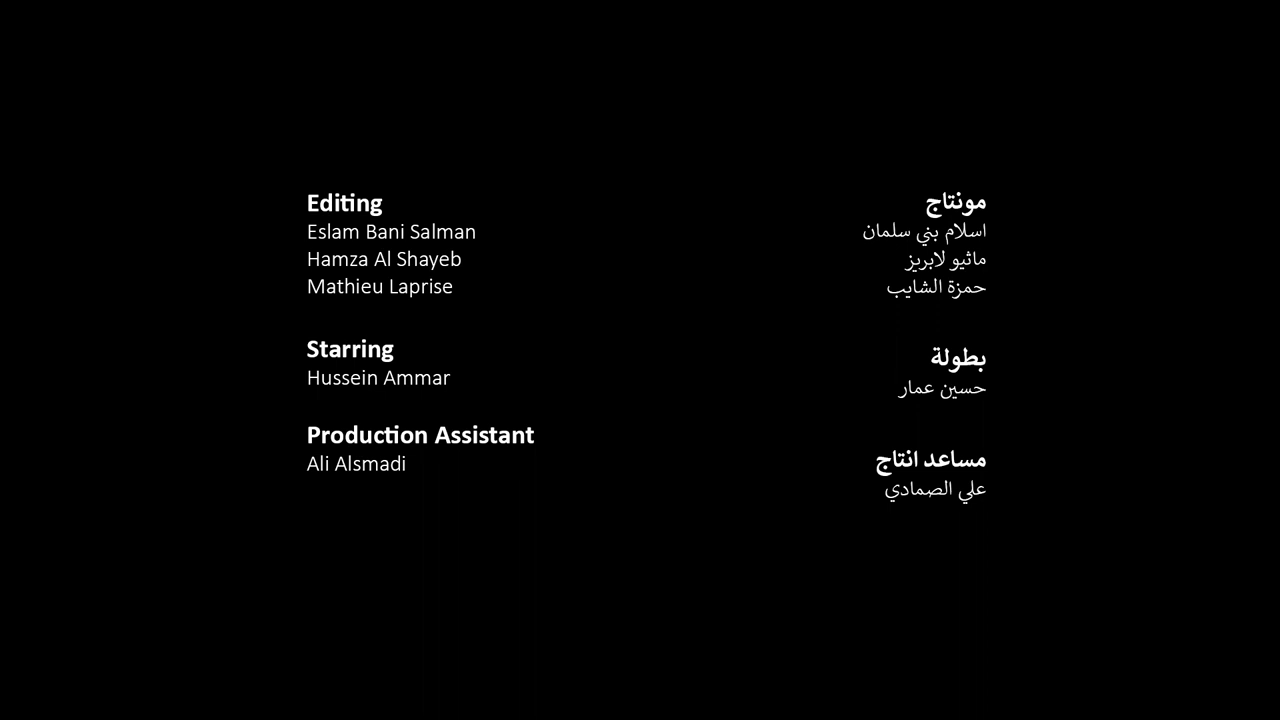 Editing
Eslam Bani Salman
Hamza Al Shayeb
Mathieu Laprise
Starring
Hussein Ammar
Production Assistant
Ali Alsmadi
مونتاج
اسلام بني سلمان
ماثيو لابريز
حمزة الشايب
بطولة
حسين عمار
مساعد انتاج
علي الصمادي